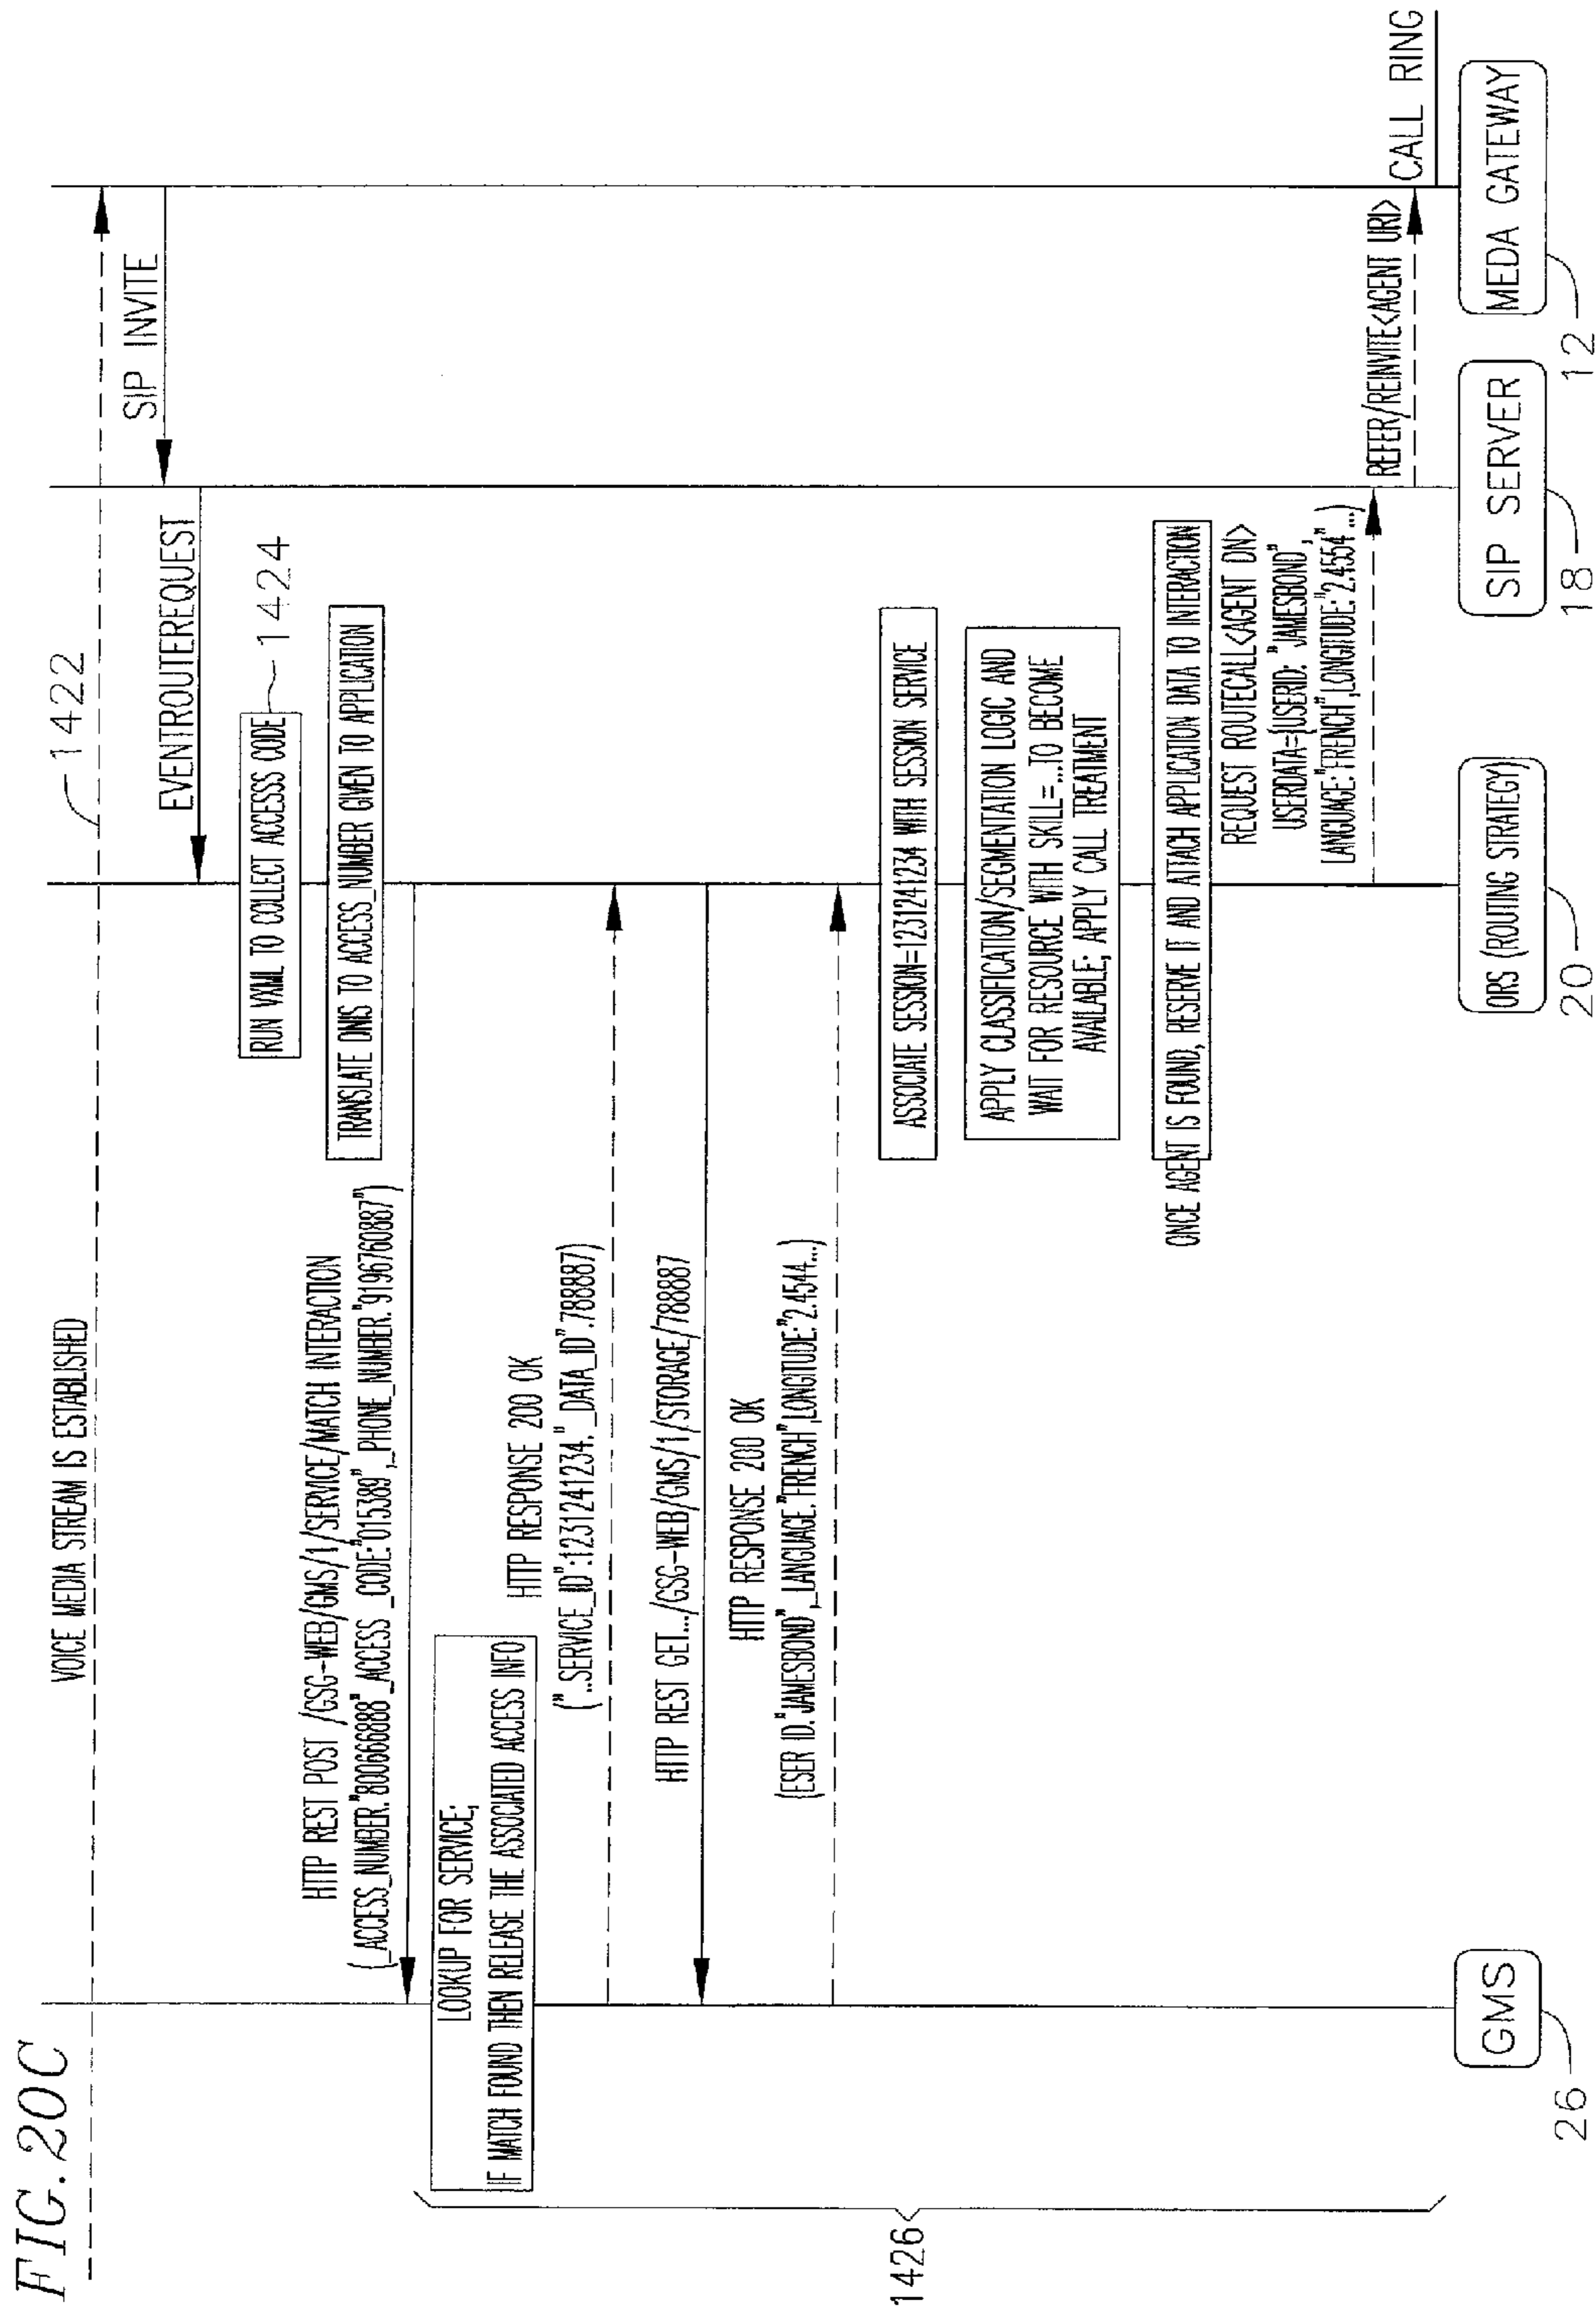 FIG. 20C
VOICE MEDIA STREAM IS ESTABLISHED
1422
SIP INVITE
EVENTROUTEREQUEST
RUN VXML TO COLLECT ACCESSS CODE
1424
TRANSLATE DNIS TO ACCESS_NUMBER GIVEN TO APPLICATION
HTTP REST POST /GSG-WEB/GMS/1/SERVICE/MATCH INTERACTION
(_ACCESS_NUMBER."80066888"_ACCESS _CODE:"015389",_PHONE_NUMBER."9196760887")
LOOKUP FOR SERVICE;
IF MATCH FOUND THEN RELEASE THE ASSOCIATED ACCESS INFO
HTTP RESPONSE 200 OK
("..SERVICE_ID":1231241234."_DATA_ID".788887)
HTTP REST GET.../GSG-WEB/GMS/1/STORAGE/788887
HTTP RESPONSE 200 OK
(ESER ID."JAMESBOND",_LANGUAGE."FRENCH",LONGITUDE:"2.4544...)
ASSOCIATE SESSION=1231241234 WITH SESSION SERVICE
APPLY CLASSIFICATION/SEGMENTATION LOGIC AND
WAIT FOR RESOURCE WITH SKILL=...TO BECOME
AVAILABLE; APPLY CALL TREATMENT
ONCE AGENT IS FOUND, RESERVE IT AND ATTACH APPLICATION DATA TO INTERACTION
REQUEST ROUTECALL<AGENT DN>
USERDATA={USERID: "JAMESBOND",
LANGUAGE:"FRENCH",LONGITUDE:"2.4554"...)
REFER/REINVITE<AGENT URI>
CALL RING
1426
GMS
26
ORS (ROUTING STRATEGY)
20
SIP SERVER
18
MEDA GATEWAY
12